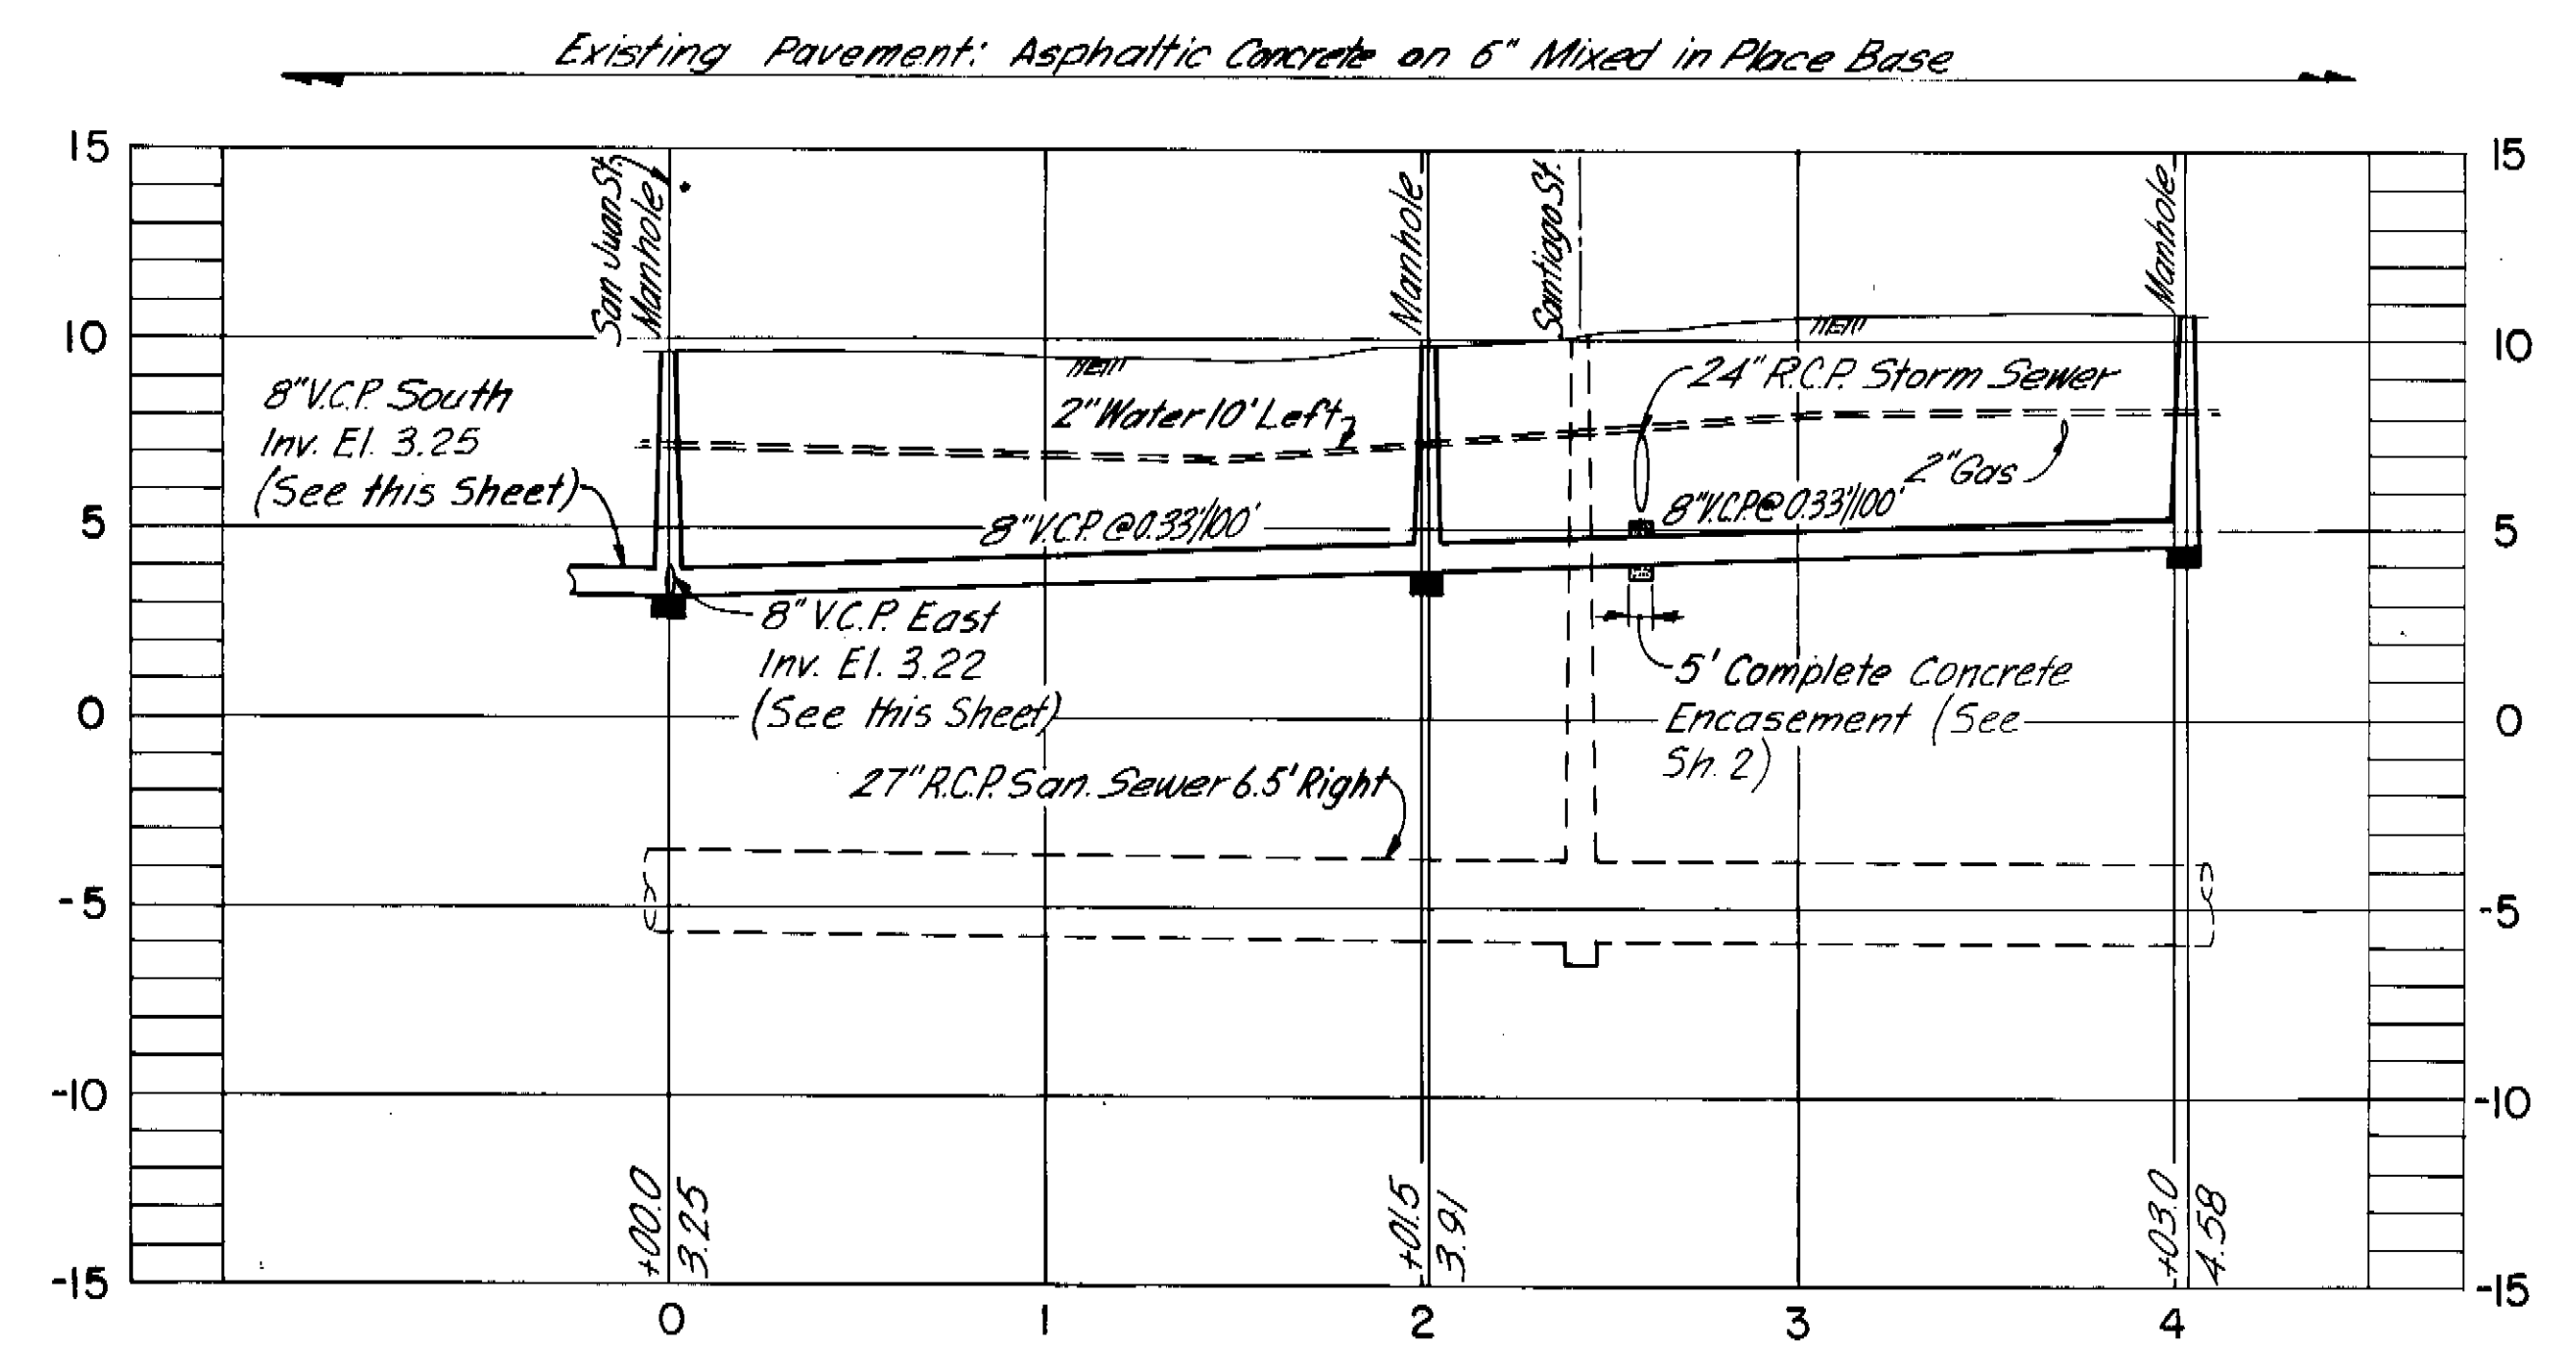 Existing Pavement: Asphaltic Concrete on 6" Mixed in Place Base
15
10
5
0
-5
-10
-15
San Juan St.
Manhole
Manhole
Santiago St.
Manhole
15
10
5
0
-5
-10
-15
8" V.C.P. South
Inv. El. 3.25
(See this Sheet)
2" Water 10' Left
24" R.C.P. Storm Sewer
2" Gas
8" V.C.P. @ 0.33'/100'
8" V.C.P. @ 0.33'/100'
8" V.C.P. East
Inv. El. 3.22
(See this Sheet)
5' Complete Concrete
Encasement (See
Sh. 2)
27" R.C.P. San. Sewer 6.5' Right
+00.0
3.25
+01.5
3.91
+03.0
4.58
0
1
2
3
4